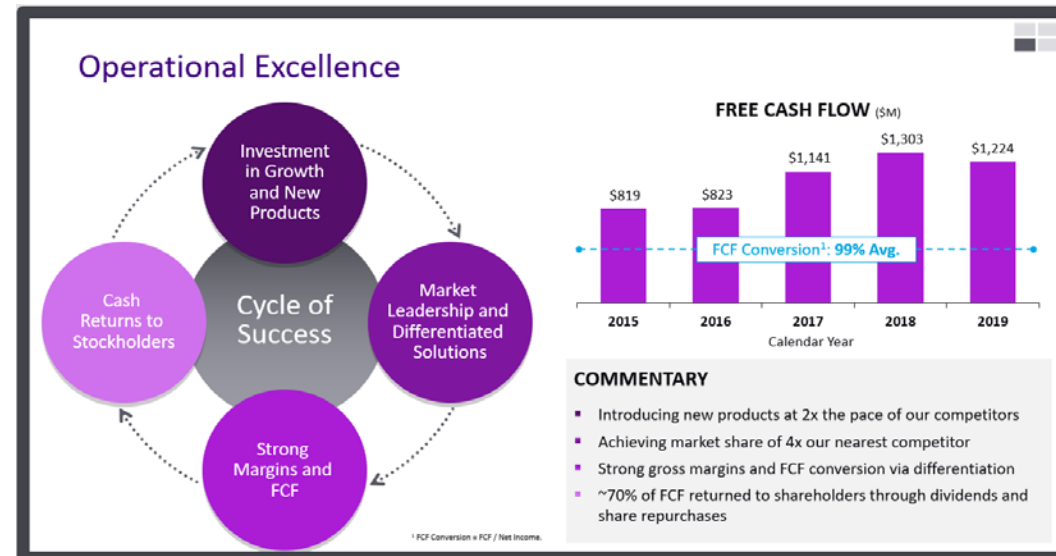 Operational Excellence
Investment
in Growth
and New
Products
Market
Leadership and
Differentiated
Solutions
Strong
Margins and
FCF
Cash
Returns to
Stockholders
Cycle of
Success
¹ FCF Conversion = FCF / Net Income.
FREE CASH FLOW ($M)
$819
$823
$1,141
$1,303
$1,224
FCF Conversion¹: 99% Avg.
2015
2016
2017
2018
2019
Calendar Year
COMMENTARY
▪ Introducing new products at 2x the pace of our competitors
▪ Achieving market share of 4x our nearest competitor
▪ Strong gross margins and FCF conversion via differentiation
▪ ~70% of FCF returned to shareholders through dividends and
share repurchases